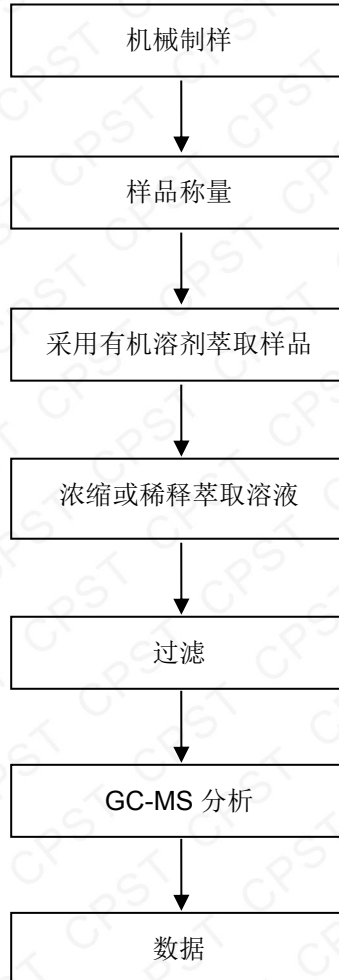 机械制样
样品称量
采用有机溶剂萃取样品
浓缩或稀释萃取溶液
过滤
GC-MS 分析
数据